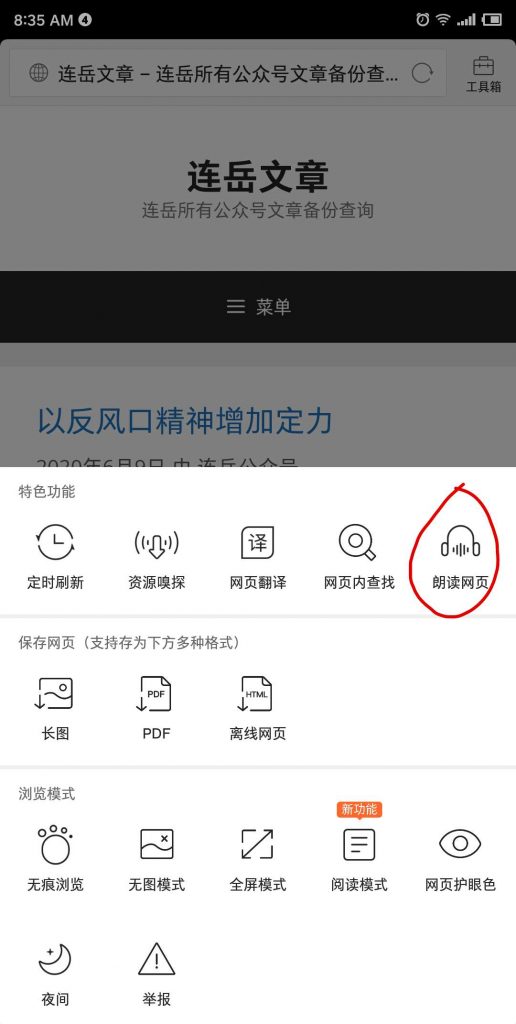 8:35 AM 4
连岳文章 – 连岳所有公众号文章备份查...
工具箱
连岳文章
连岳所有公众号文章备份查询
菜单
以反风口精神增加定力
2020年6月9日 由 连岳公众号
特色功能
译
定时刷新 资源嗅探 网页翻译 网页内查找 朗读网页
保存网页（支持存为下方多种格式）
PDF HTML
长图 PDF 离线网页
浏览模式
新功能
无痕浏览 无图模式 全屏模式 阅读模式 网页护眼色
夜间 举报